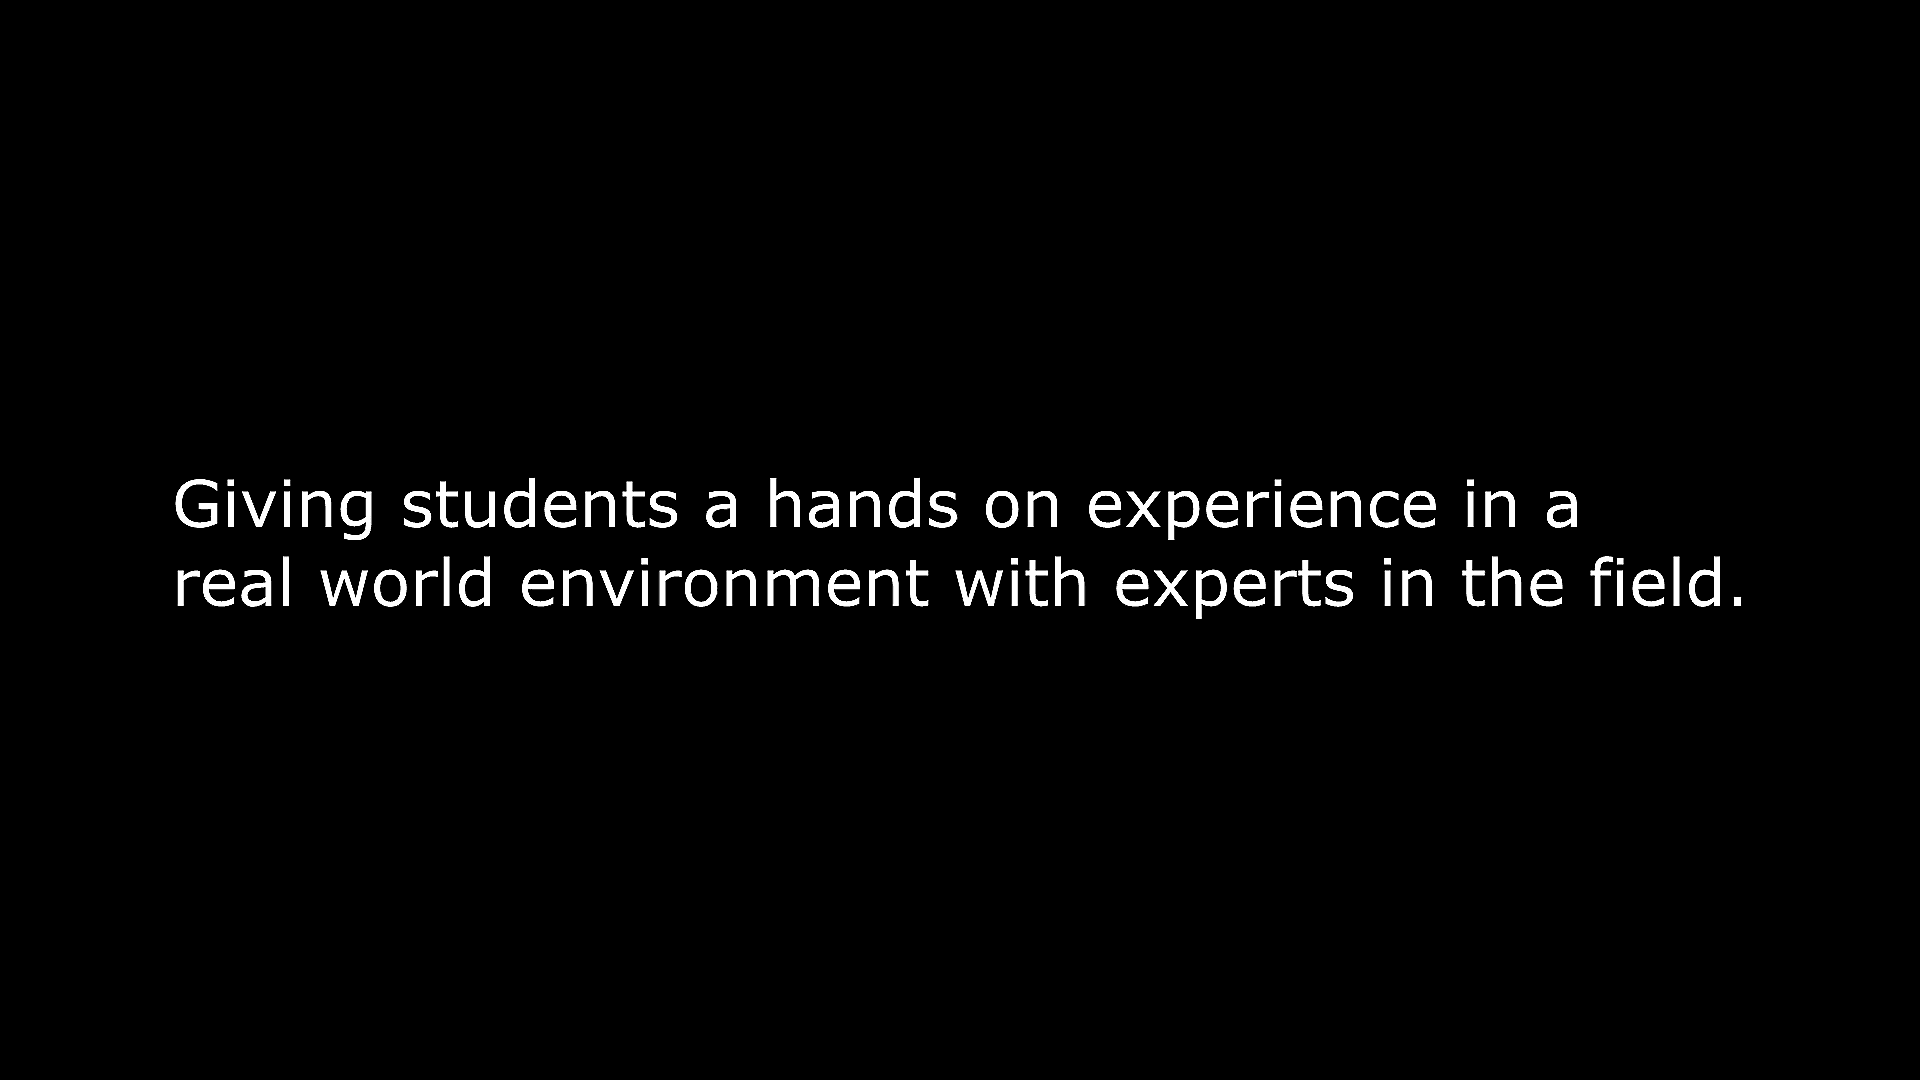 Giving students a hands on experience in a
real world environment with experts in the field.